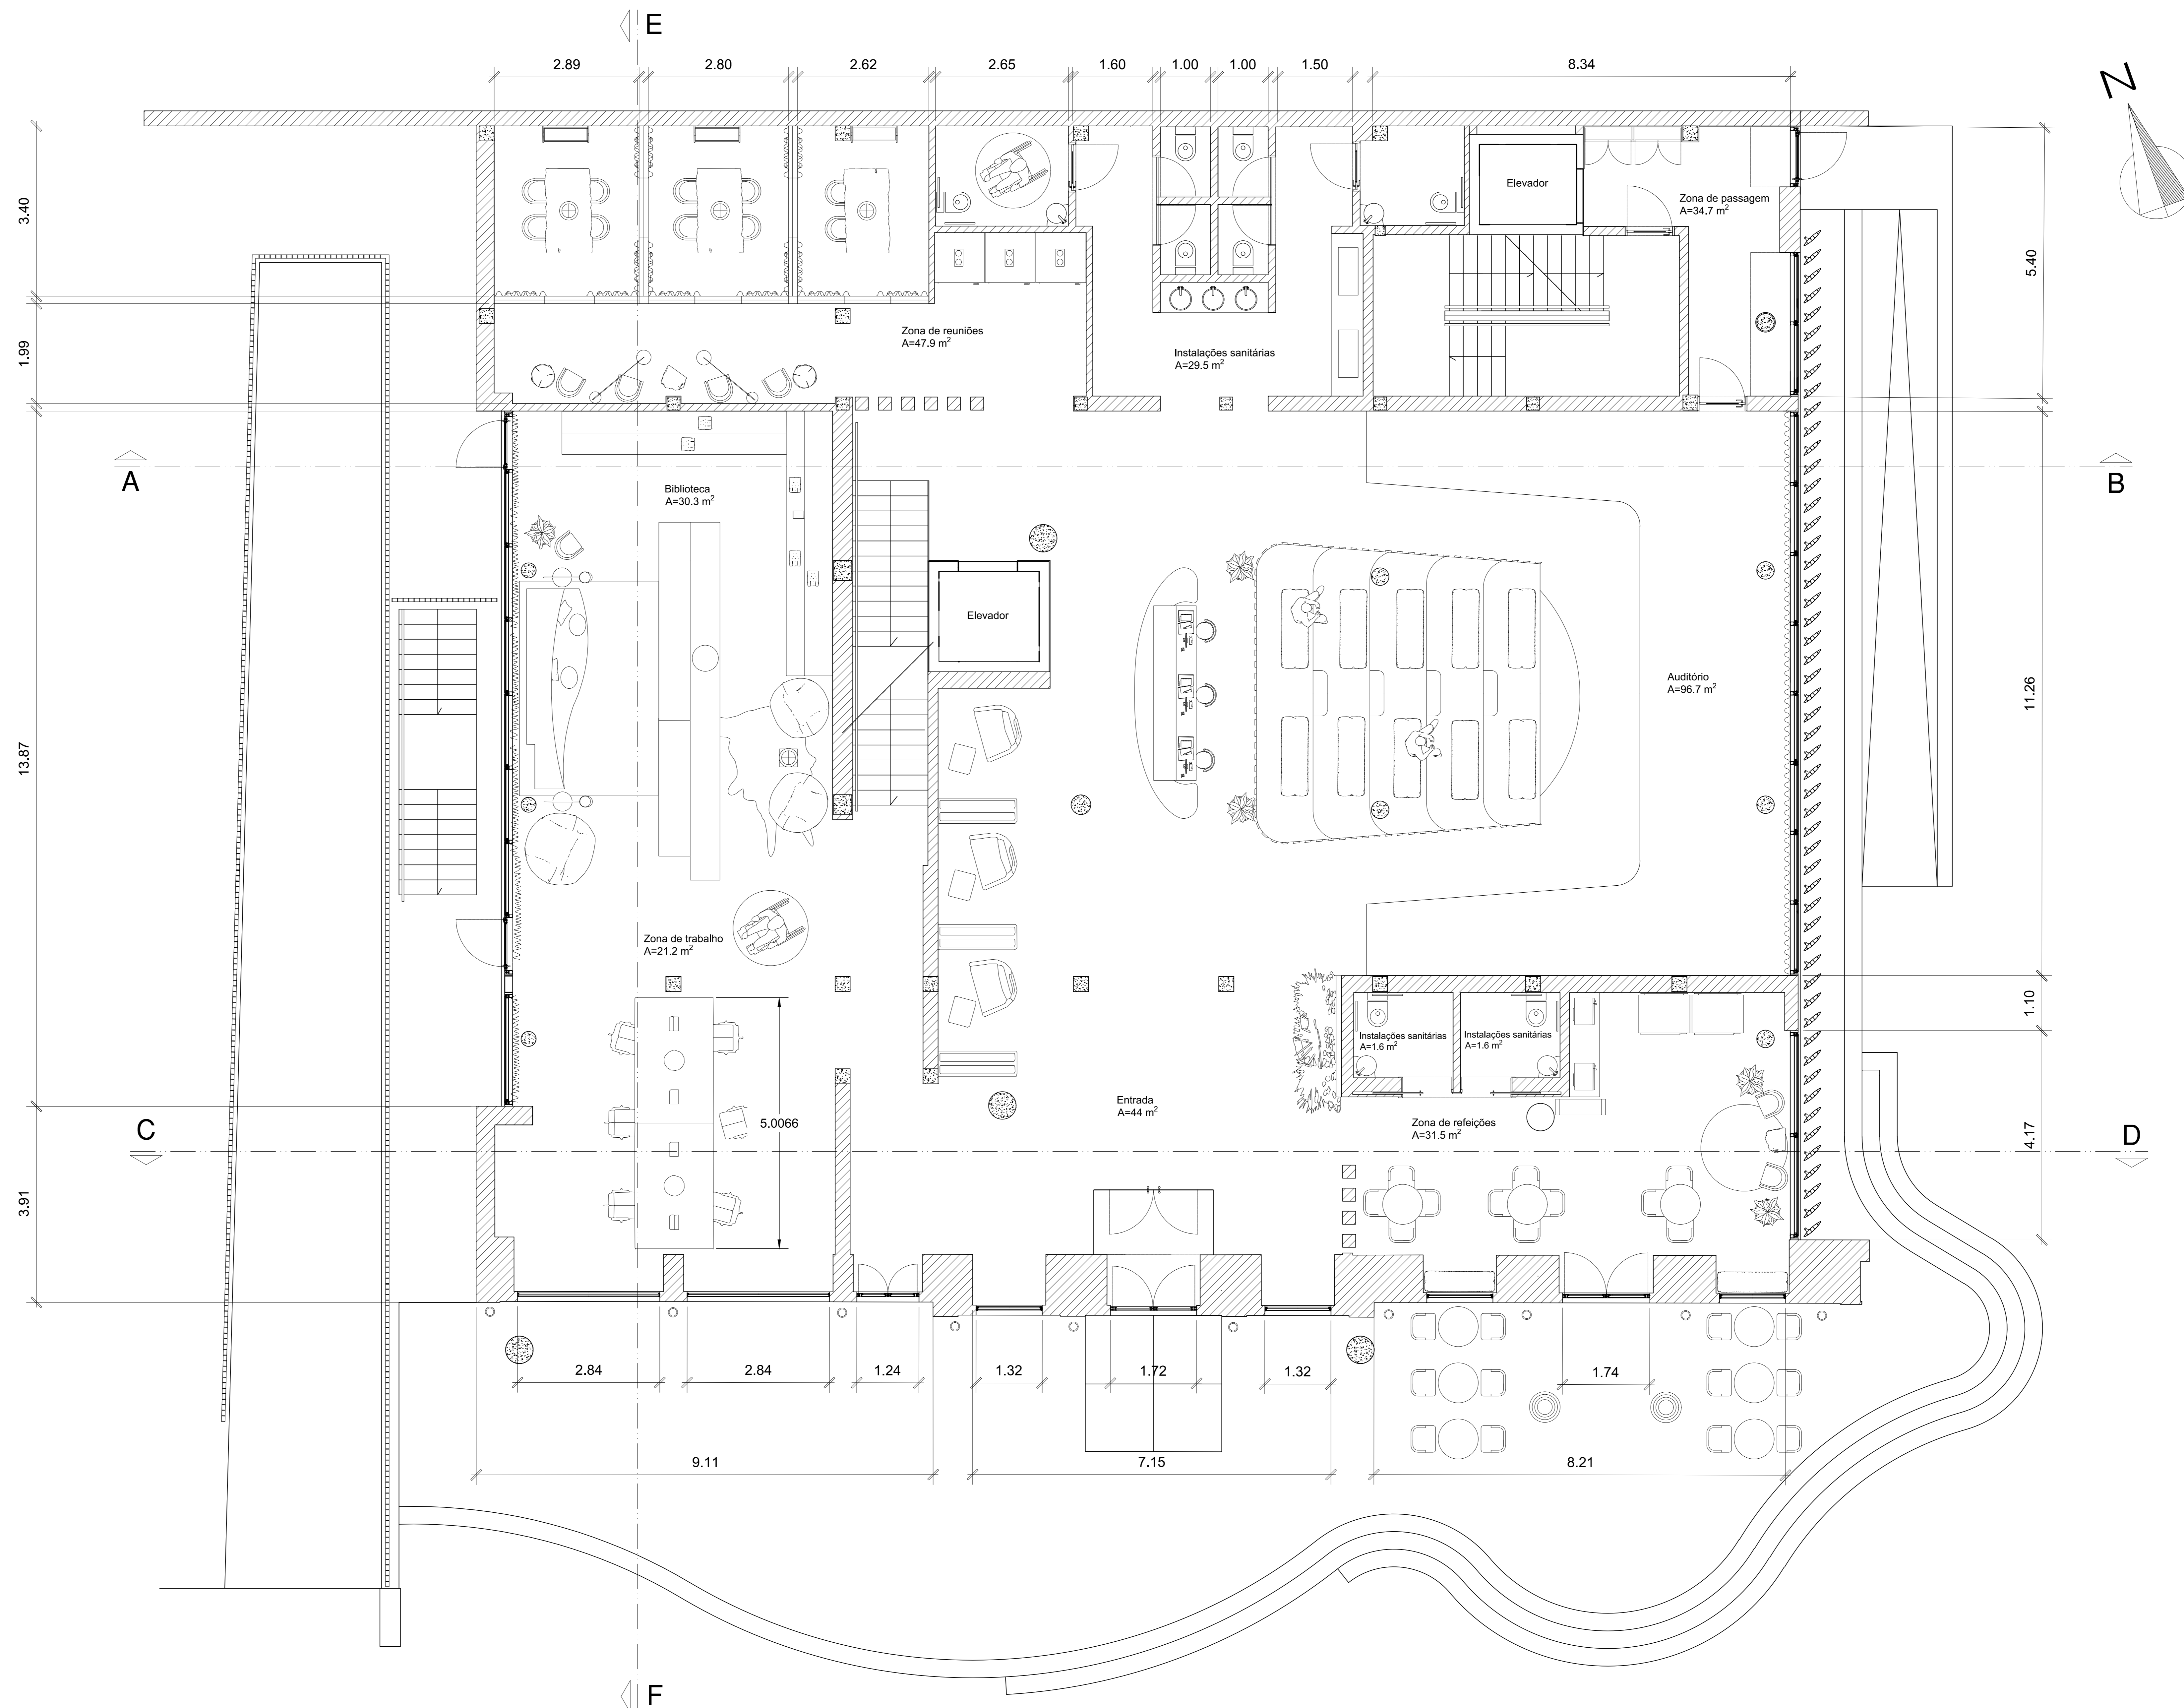 E
2.89 2.80 2.62 2.65 1.60 1.00 1.00 1.50 8.34
N
3.40
Elevador
Zona de passagem
A=34.7 m²
5.40
1.99
Zona de reuniões
A=47.9 m²
Instalações sanitárias
A=29.5 m²
A
B
Biblioteca
A=30.3 m²
Elevador
Auditório
A=96.7 m²
11.26
13.87
Zona de trabalho
A=21.2 m²
1.10
Instalações sanitárias
A=1.6 m²
Instalações sanitárias
A=1.6 m²
Entrada
A=44 m²
5.0066
Zona de refeições
A=31.5 m²
C
D
4.17
3.91
2.84 2.84 1.24 1.32 1.72 1.32 1.74
9.11 7.15 8.21
F